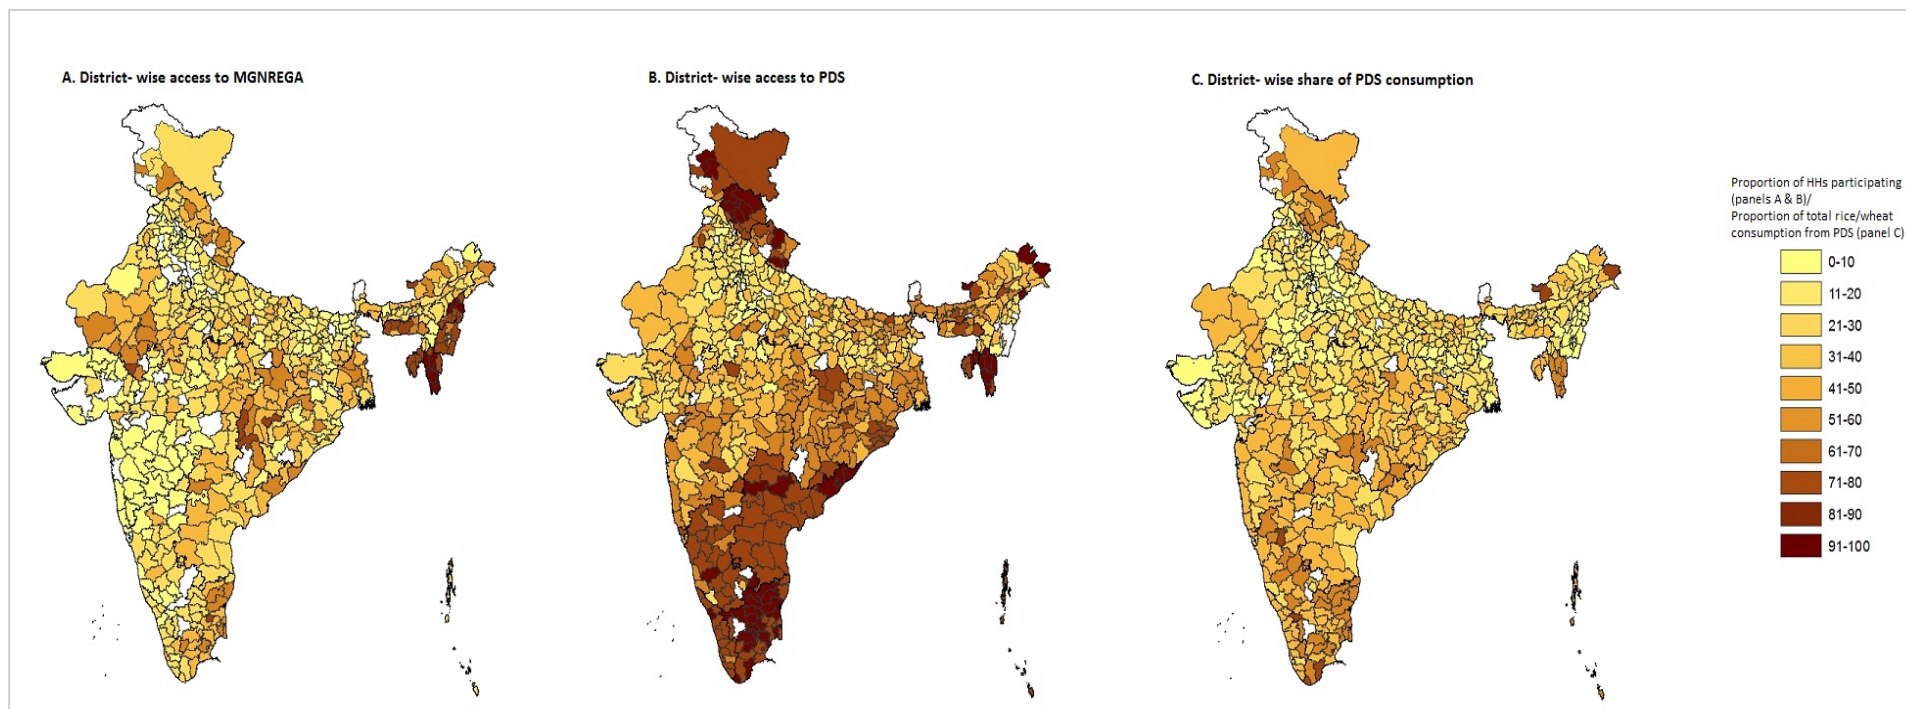 A. District- wise access to MGNREGA
B. District- wise access to PDS
C. District- wise share of PDS consumption
Proportion of HHs participating
(panels A & B)/
Proportion of total rice/wheat
consumption from PDS (panel C)
0-10
11-20
21-30
31-40
41-50
51-60
61-70
71-80
81-90
91-100